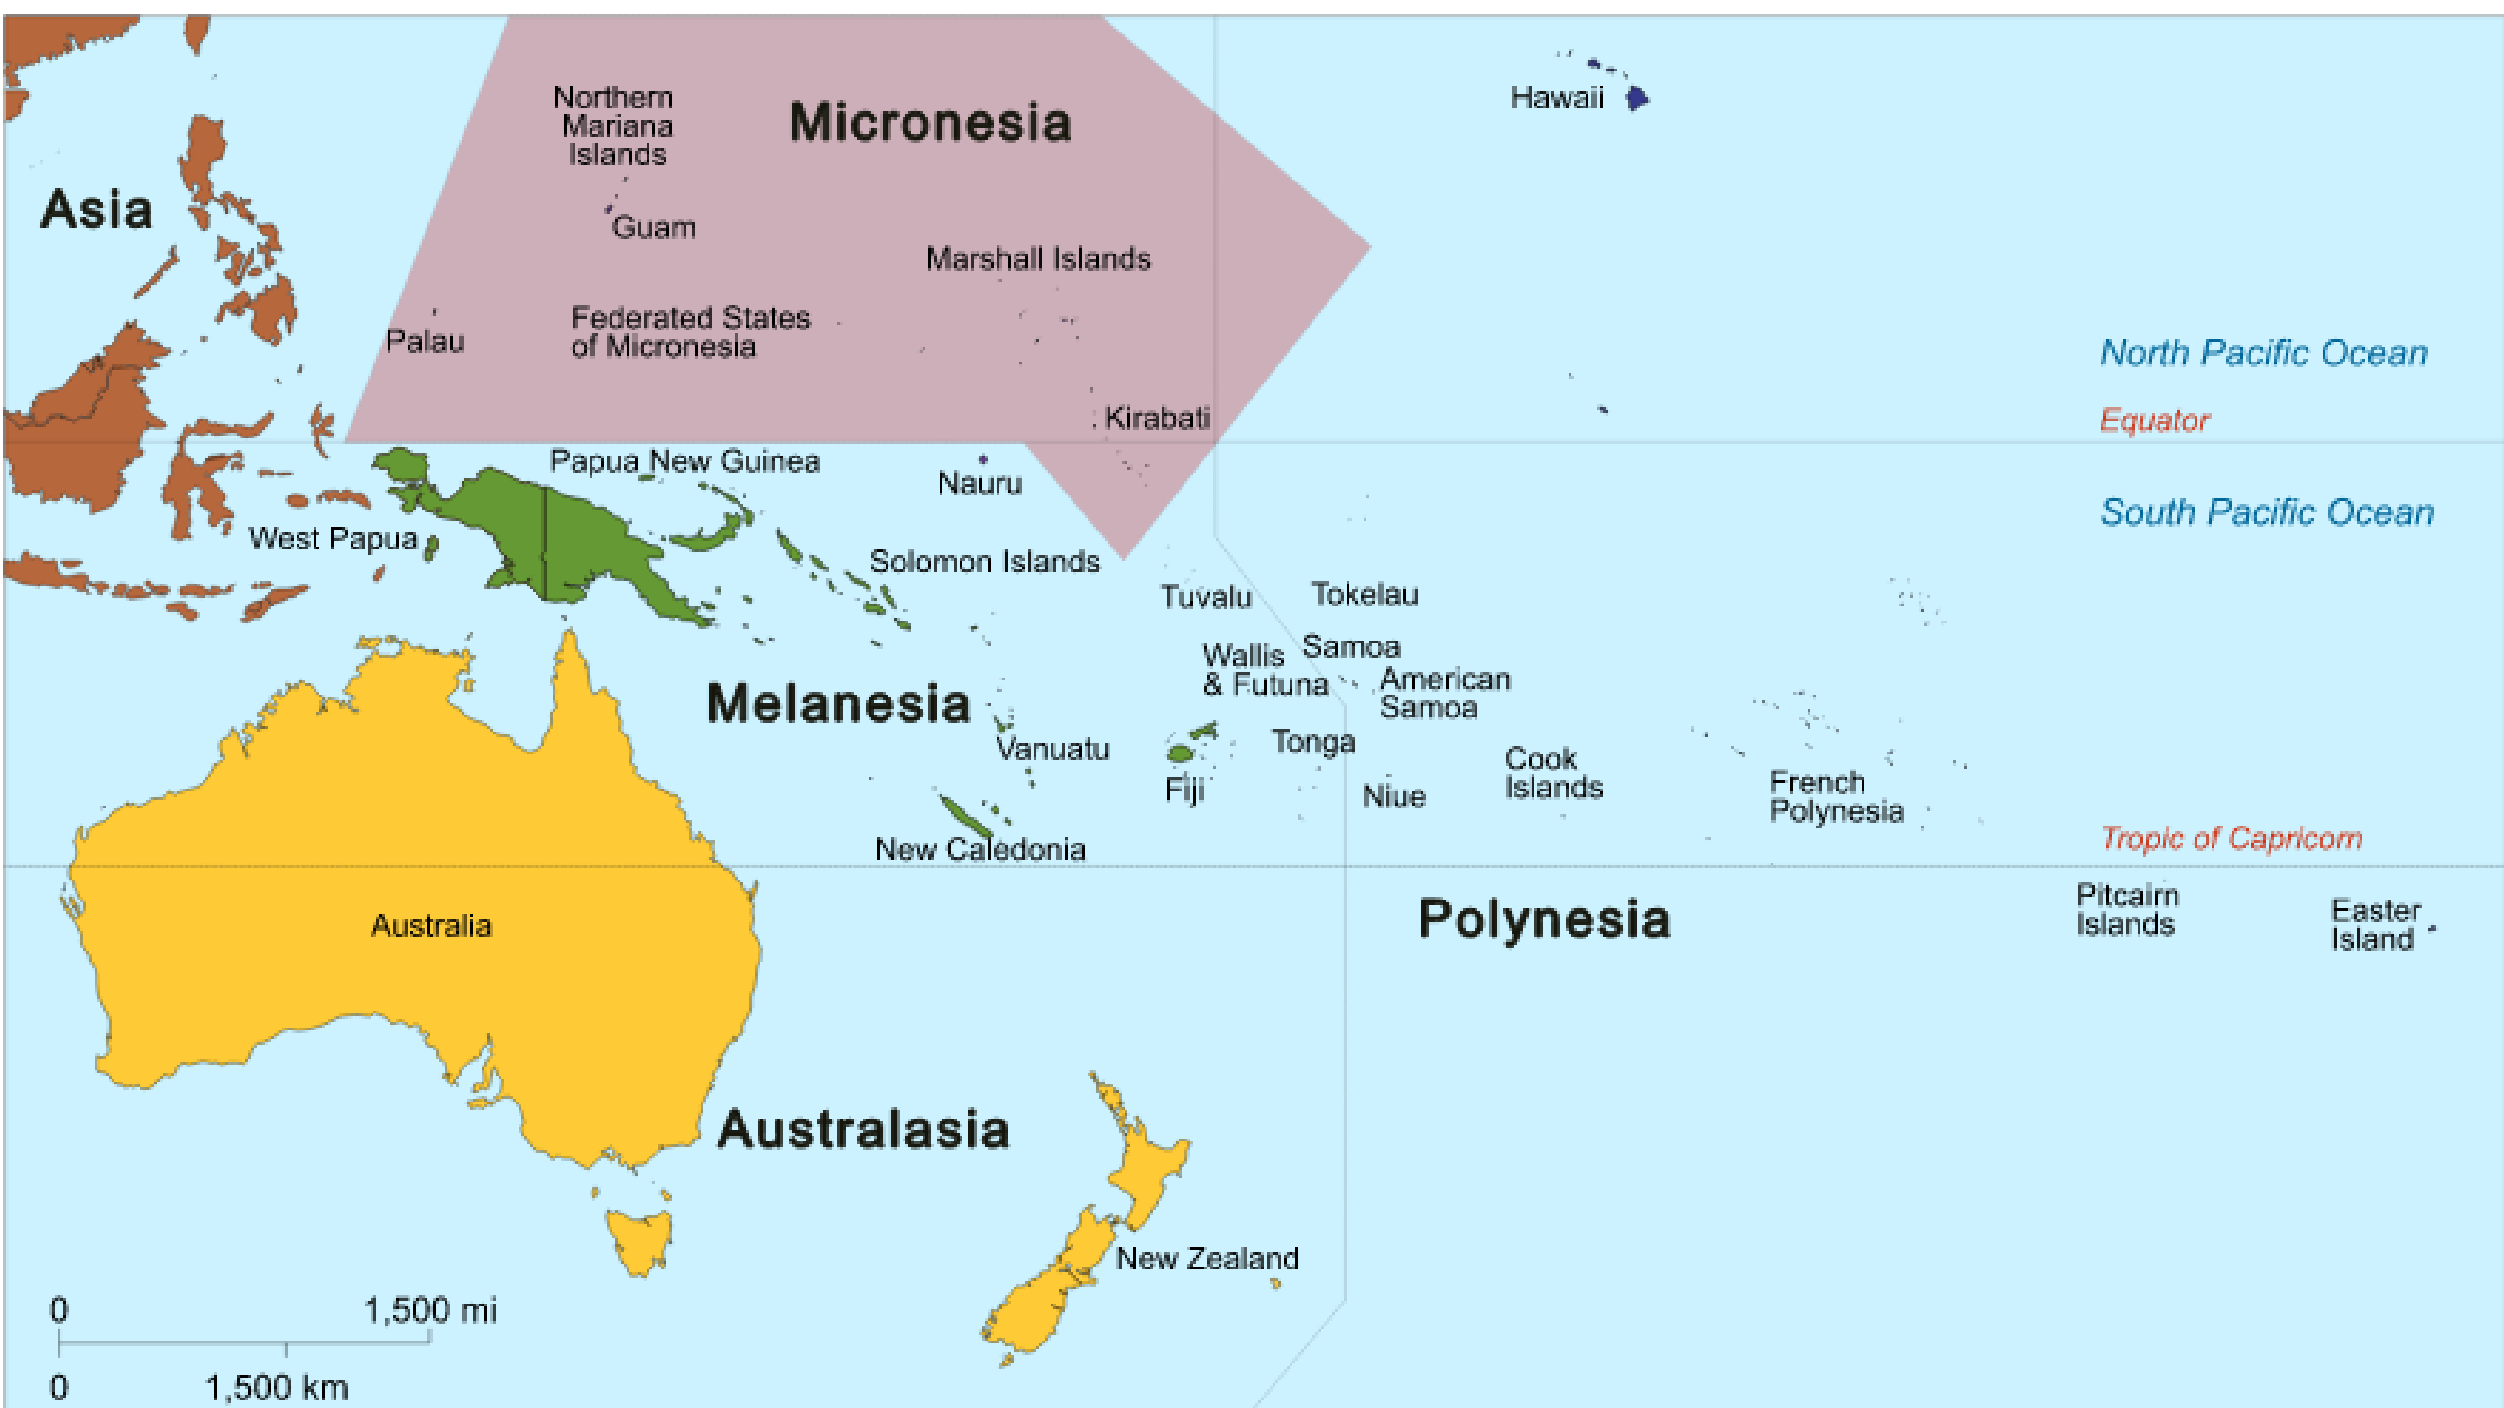 Northern
Mariana
Islands
Micronesia
Hawaii
Asia
Guam
Marshall Islands
Federated States
of Micronesia
Palau
North Pacific Ocean
Kirabati
Equator
Papua New Guinea
Nauru
South Pacific Ocean
West Papua
Solomon Islands
Tuvalu
Tokelau
Samoa
Wallis
& Futuna
American
Samoa
Melanesia
Vanuatu
Tonga
Fiji
Niue
Cook
Islands
French
Polynesia
New Caledonia
Tropic of Capricorn
Australia
Polynesia
Pitcairn
Islands
Easter
Island
Australasia
New Zealand
0 1,500 mi
0 1,500 km